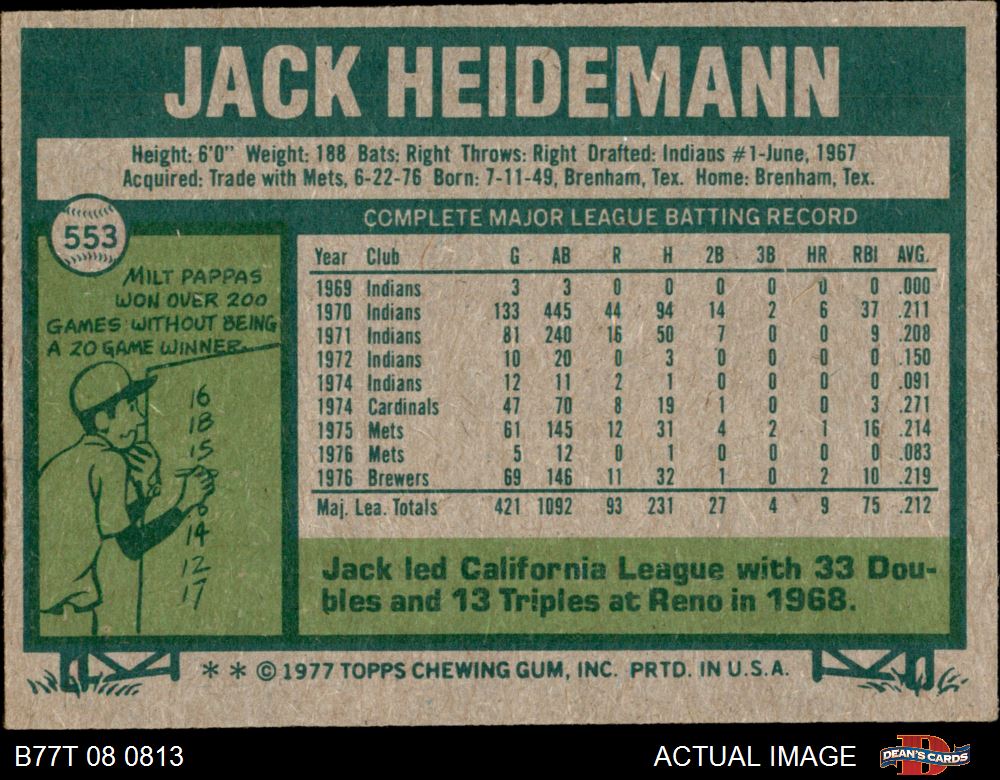 JACK HEIDEMANN
Height: 6'0" Weight: 188 Bats: Right Throws: Right Drafted: Indians #1-June, 1967
Acquired: Trade with Mets, 6-22-76 Born: 7-11-49, Brenham, Tex. Home: Brenham, Tex.
553
MILT PAPPAS
WON OVER 200
GAMES WITHOUT BEING
A 20 GAME WINNER.
16
18
15
6
14
12
17
COMPLETE MAJOR LEAGUE BATTING RECORD
Year Club G AB R H 2B 3B HR RBI AVG.
1969 Indians 3 3 0 0 0 0 0 0 .000
1970 Indians 133 445 44 94 14 2 6 37 .211
1971 Indians 81 240 16 50 7 0 0 9 .208
1972 Indians 10 20 0 3 0 0 0 0 .150
1974 Indians 12 11 2 1 0 0 0 0 .091
1974 Cardinals 47 70 8 19 1 0 0 3 .271
1975 Mets 61 145 12 31 4 2 1 16 .214
1976 Mets 5 12 0 1 0 0 0 0 .083
1976 Brewers 69 146 11 32 1 0 2 10 .219
Maj. Lea. Totals 421 1092 93 231 27 4 9 75 .212
Jack led California League with 33 Dou-
bles and 13 Triples at Reno in 1968.
* * © 1977 TOPPS CHEWING GUM, INC. PRTD. IN U.S.A.
B77T 08 0813 ACTUAL IMAGE DEAN'S CARDS